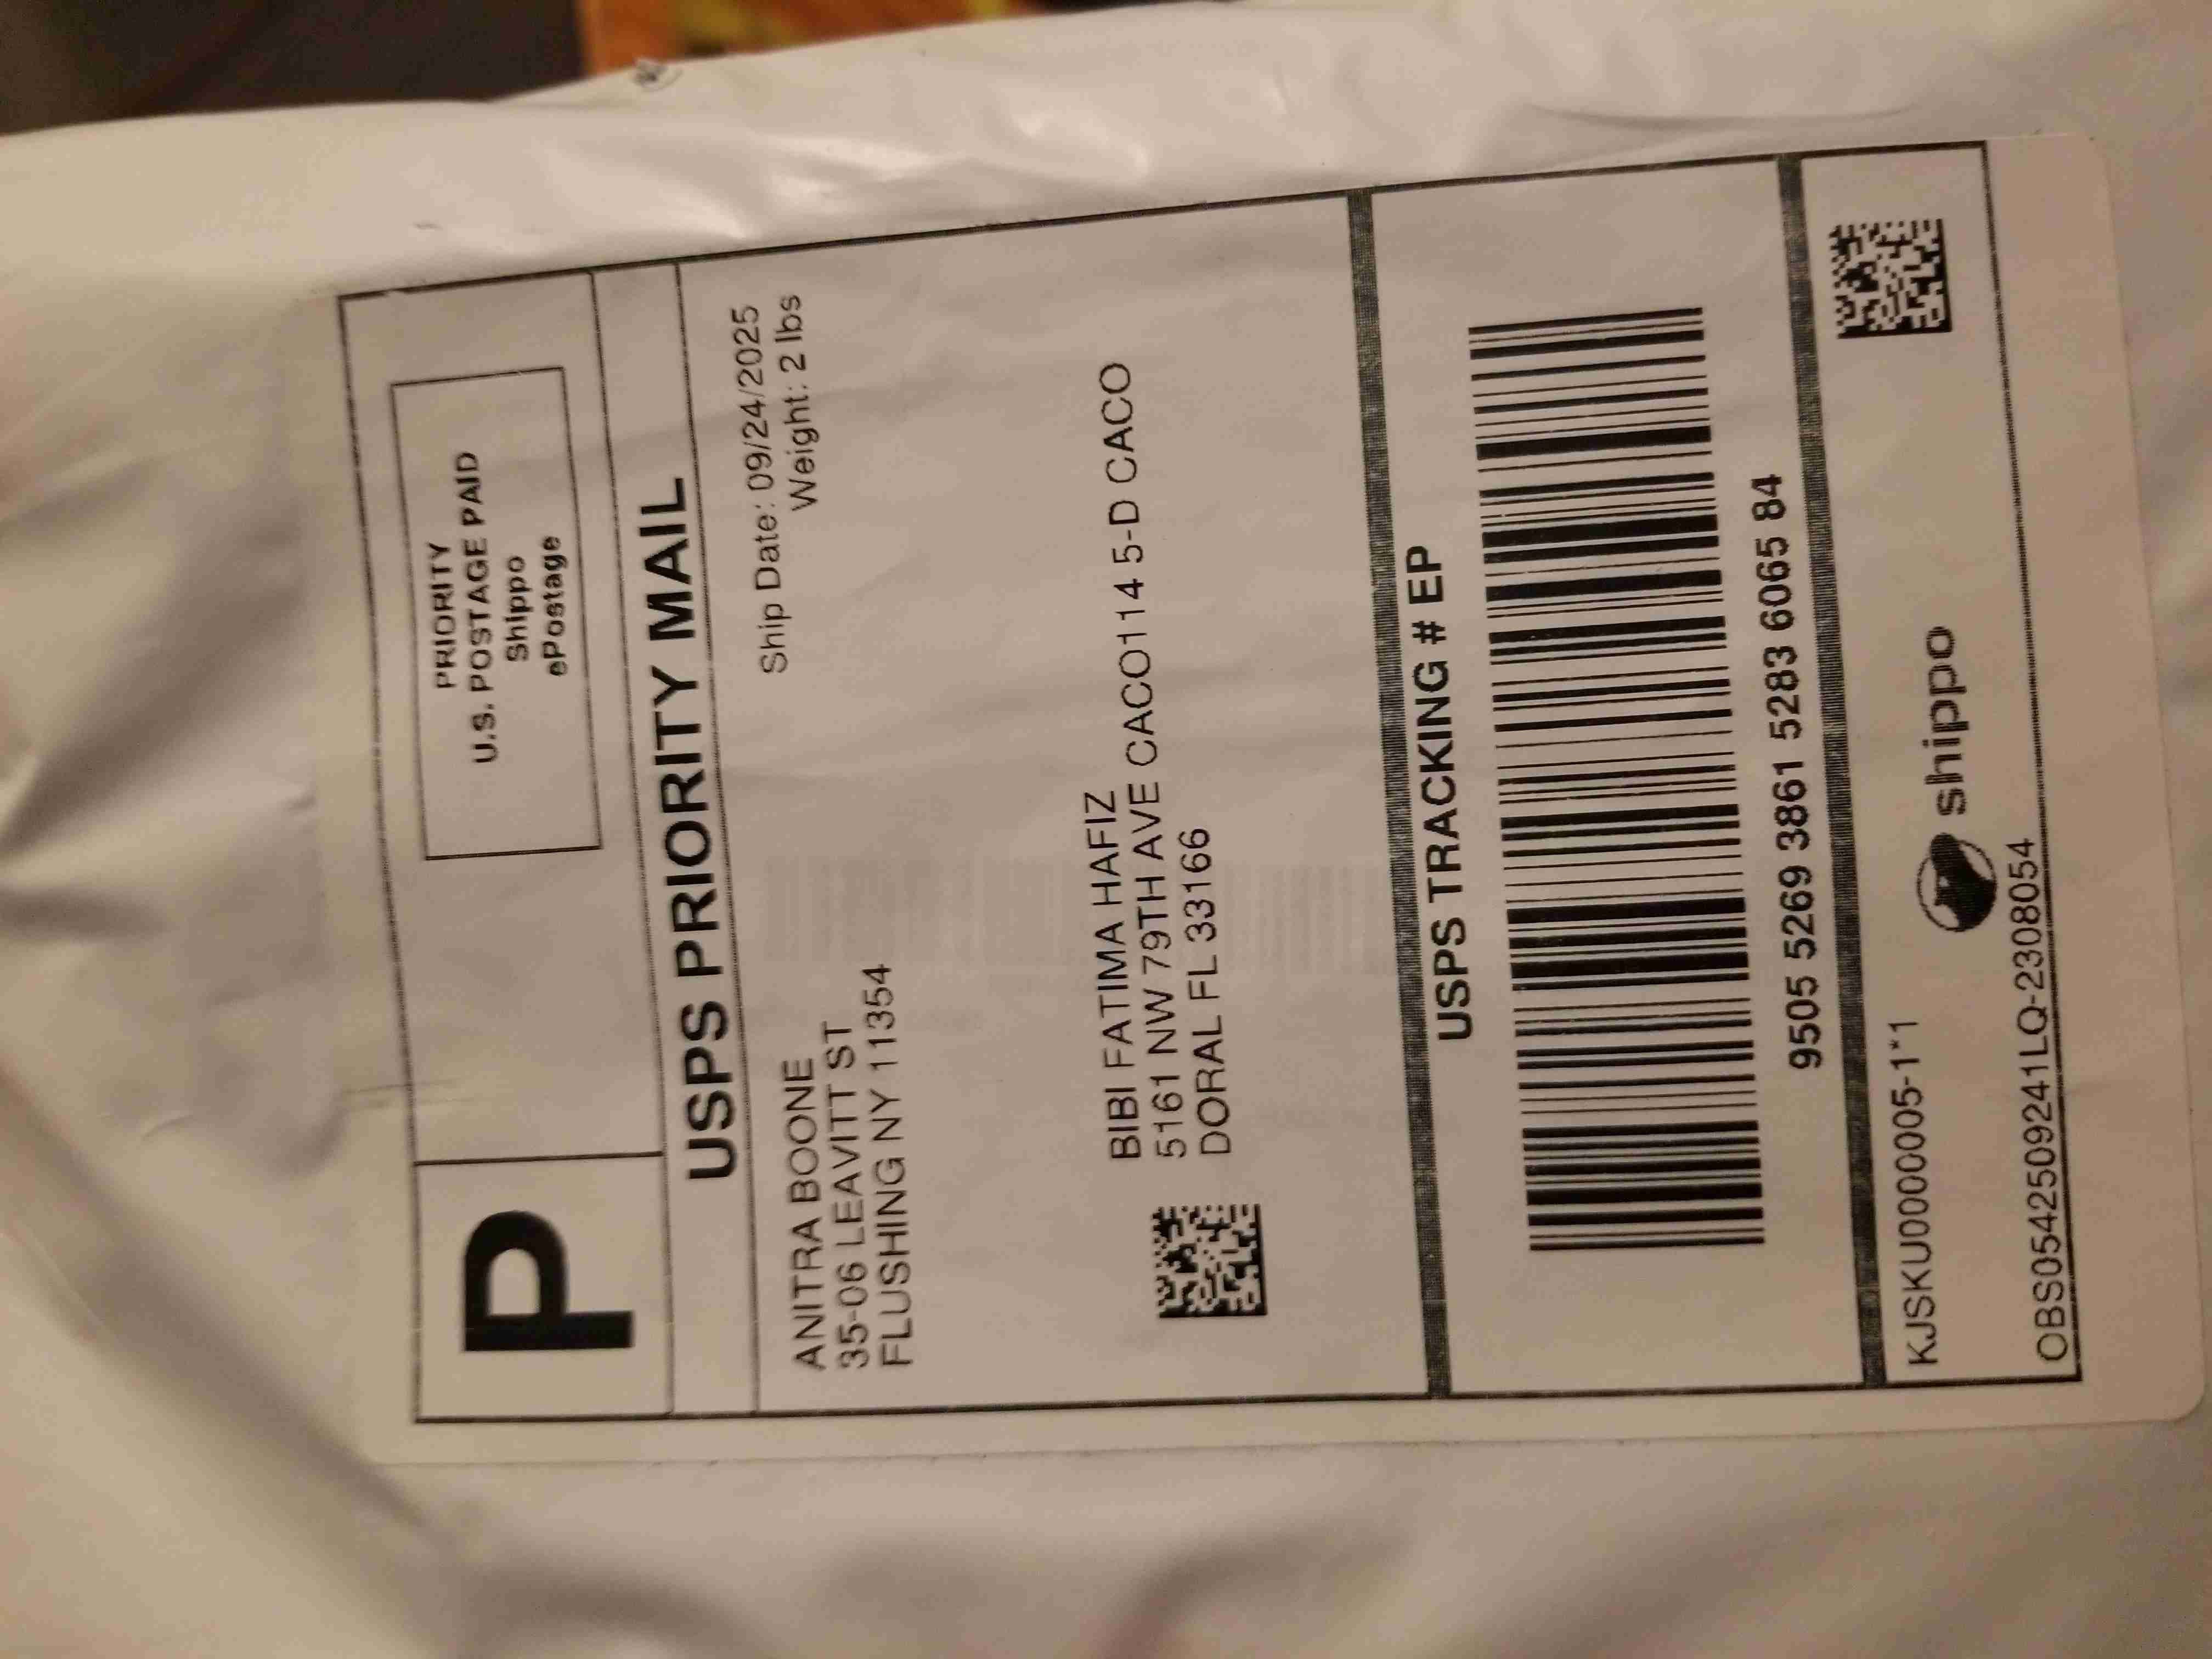 P
PRIORITY
U.S. POSTAGE PAID
Shippo
ePostage
USPS PRIORITY MAIL
Ship Date: 09/24/2025
Weight: 2 lbs
ANITRA BOONE
35-06 LEAVITT ST
FLUSHING NY 11354
BIBI FATIMA HAFIZ
5161 NW 79TH AVE CACO114 5-D CACO
DORAL FL 33166
USPS TRACKING # EP
9505 5269 3861 5283 6065 84
KJSKU0000005-1*1
shippo
OBS0542509241LQ-2308054